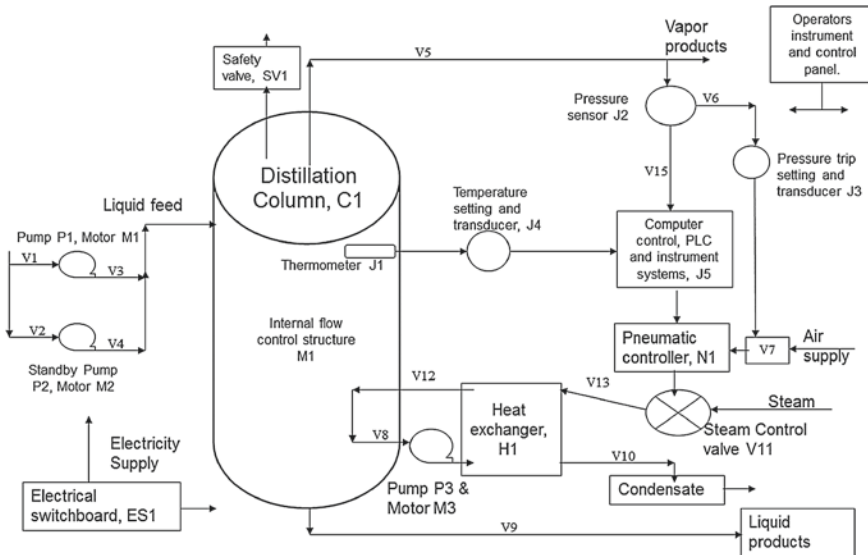 V5
Vapor
products
Operators
instrument
and control
panel.
Safety
valve, SV1
Pressure
sensor J2
V6
V15
Pressure trip
setting and
transducer J3
Distillation
Column, C1
Liquid feed
Temperature
setting and
transducer, J4
Computer
control, PLC
and instrument
systems, J5
Pump P1, Motor M1
V1
V3
Thermometer J1
Internal flow
control structure
M1
V2
V4
Standby Pump
P2, Motor M2
Pneumatic
controller, N1
V7
Air
supply
V12
V13
Steam
Heat
exchanger,
H1
Steam Control
valve V11
V8
V10
Electricity
Supply
Pump P3 &
Motor M3
Condensate
Electrical
switchboard, ES1
V9
Liquid
products